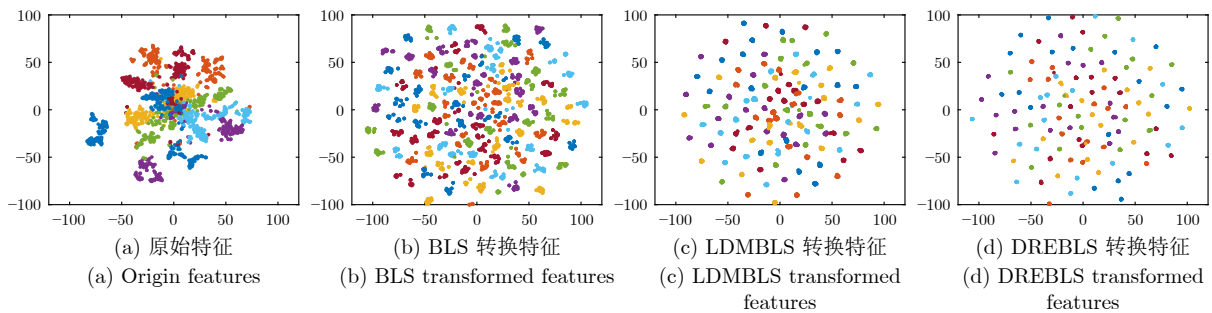 100
50
0
−50
−100
−100 −50 0 50 100
(a) 原始特征
(a) Origin features
100
50
0
−50
−100
−100 −50 0 50 100
(b) BLS 转换特征
(b) BLS transformed features
100
50
0
−50
−100
−100 −50 0 50 100
(c) LDMBLS 转换特征
(c) LDMBLS transformed
features
100
50
0
−50
−100
−100 −50 0 50 100
(d) DREBLS 转换特征
(d) DREBLS transformed
features